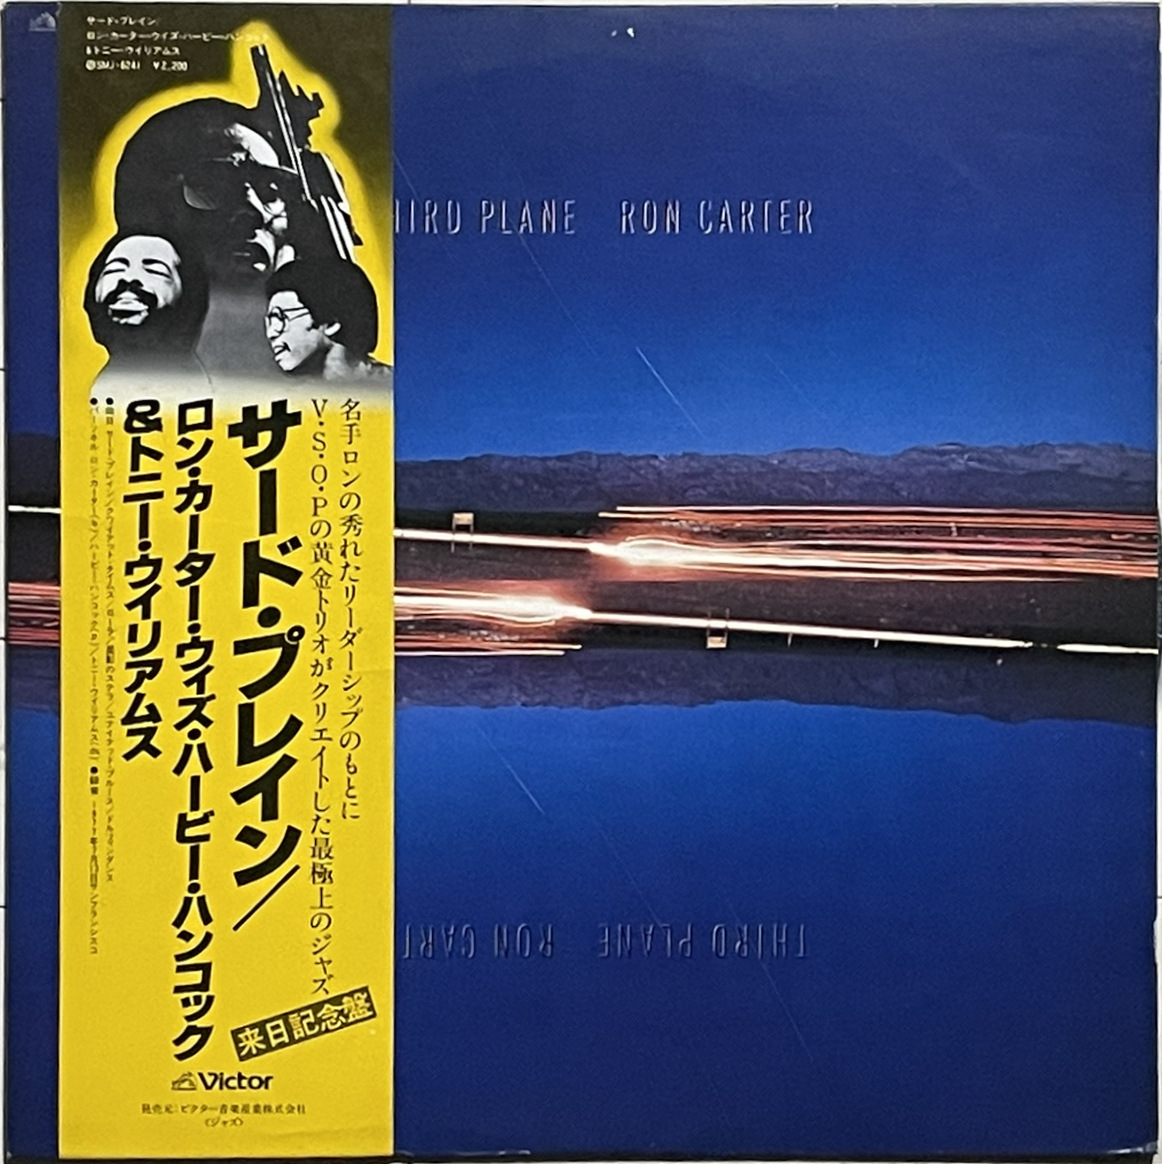 サード・プレイン/
ロン・カーター・ウィズ・ハービー・ハンコック
&トニー・ウイリアムス
SMJ-6241 ¥2,200
HIRD PLANE RON CARTER
名手ロンの秀れたリーダーシップのもとに
V・S・O・Pの黄金トリオがクリエイトした最極上のジャズ
サード・プレイン/
ロン・カーター・ウィズ・ハービー・ハンコック
&トニー・ウイリアムス
来日記念盤
Victor
発売元:ビクター音楽産業株式会社
〈ジャズ〉
THIRD PLANE RON CART